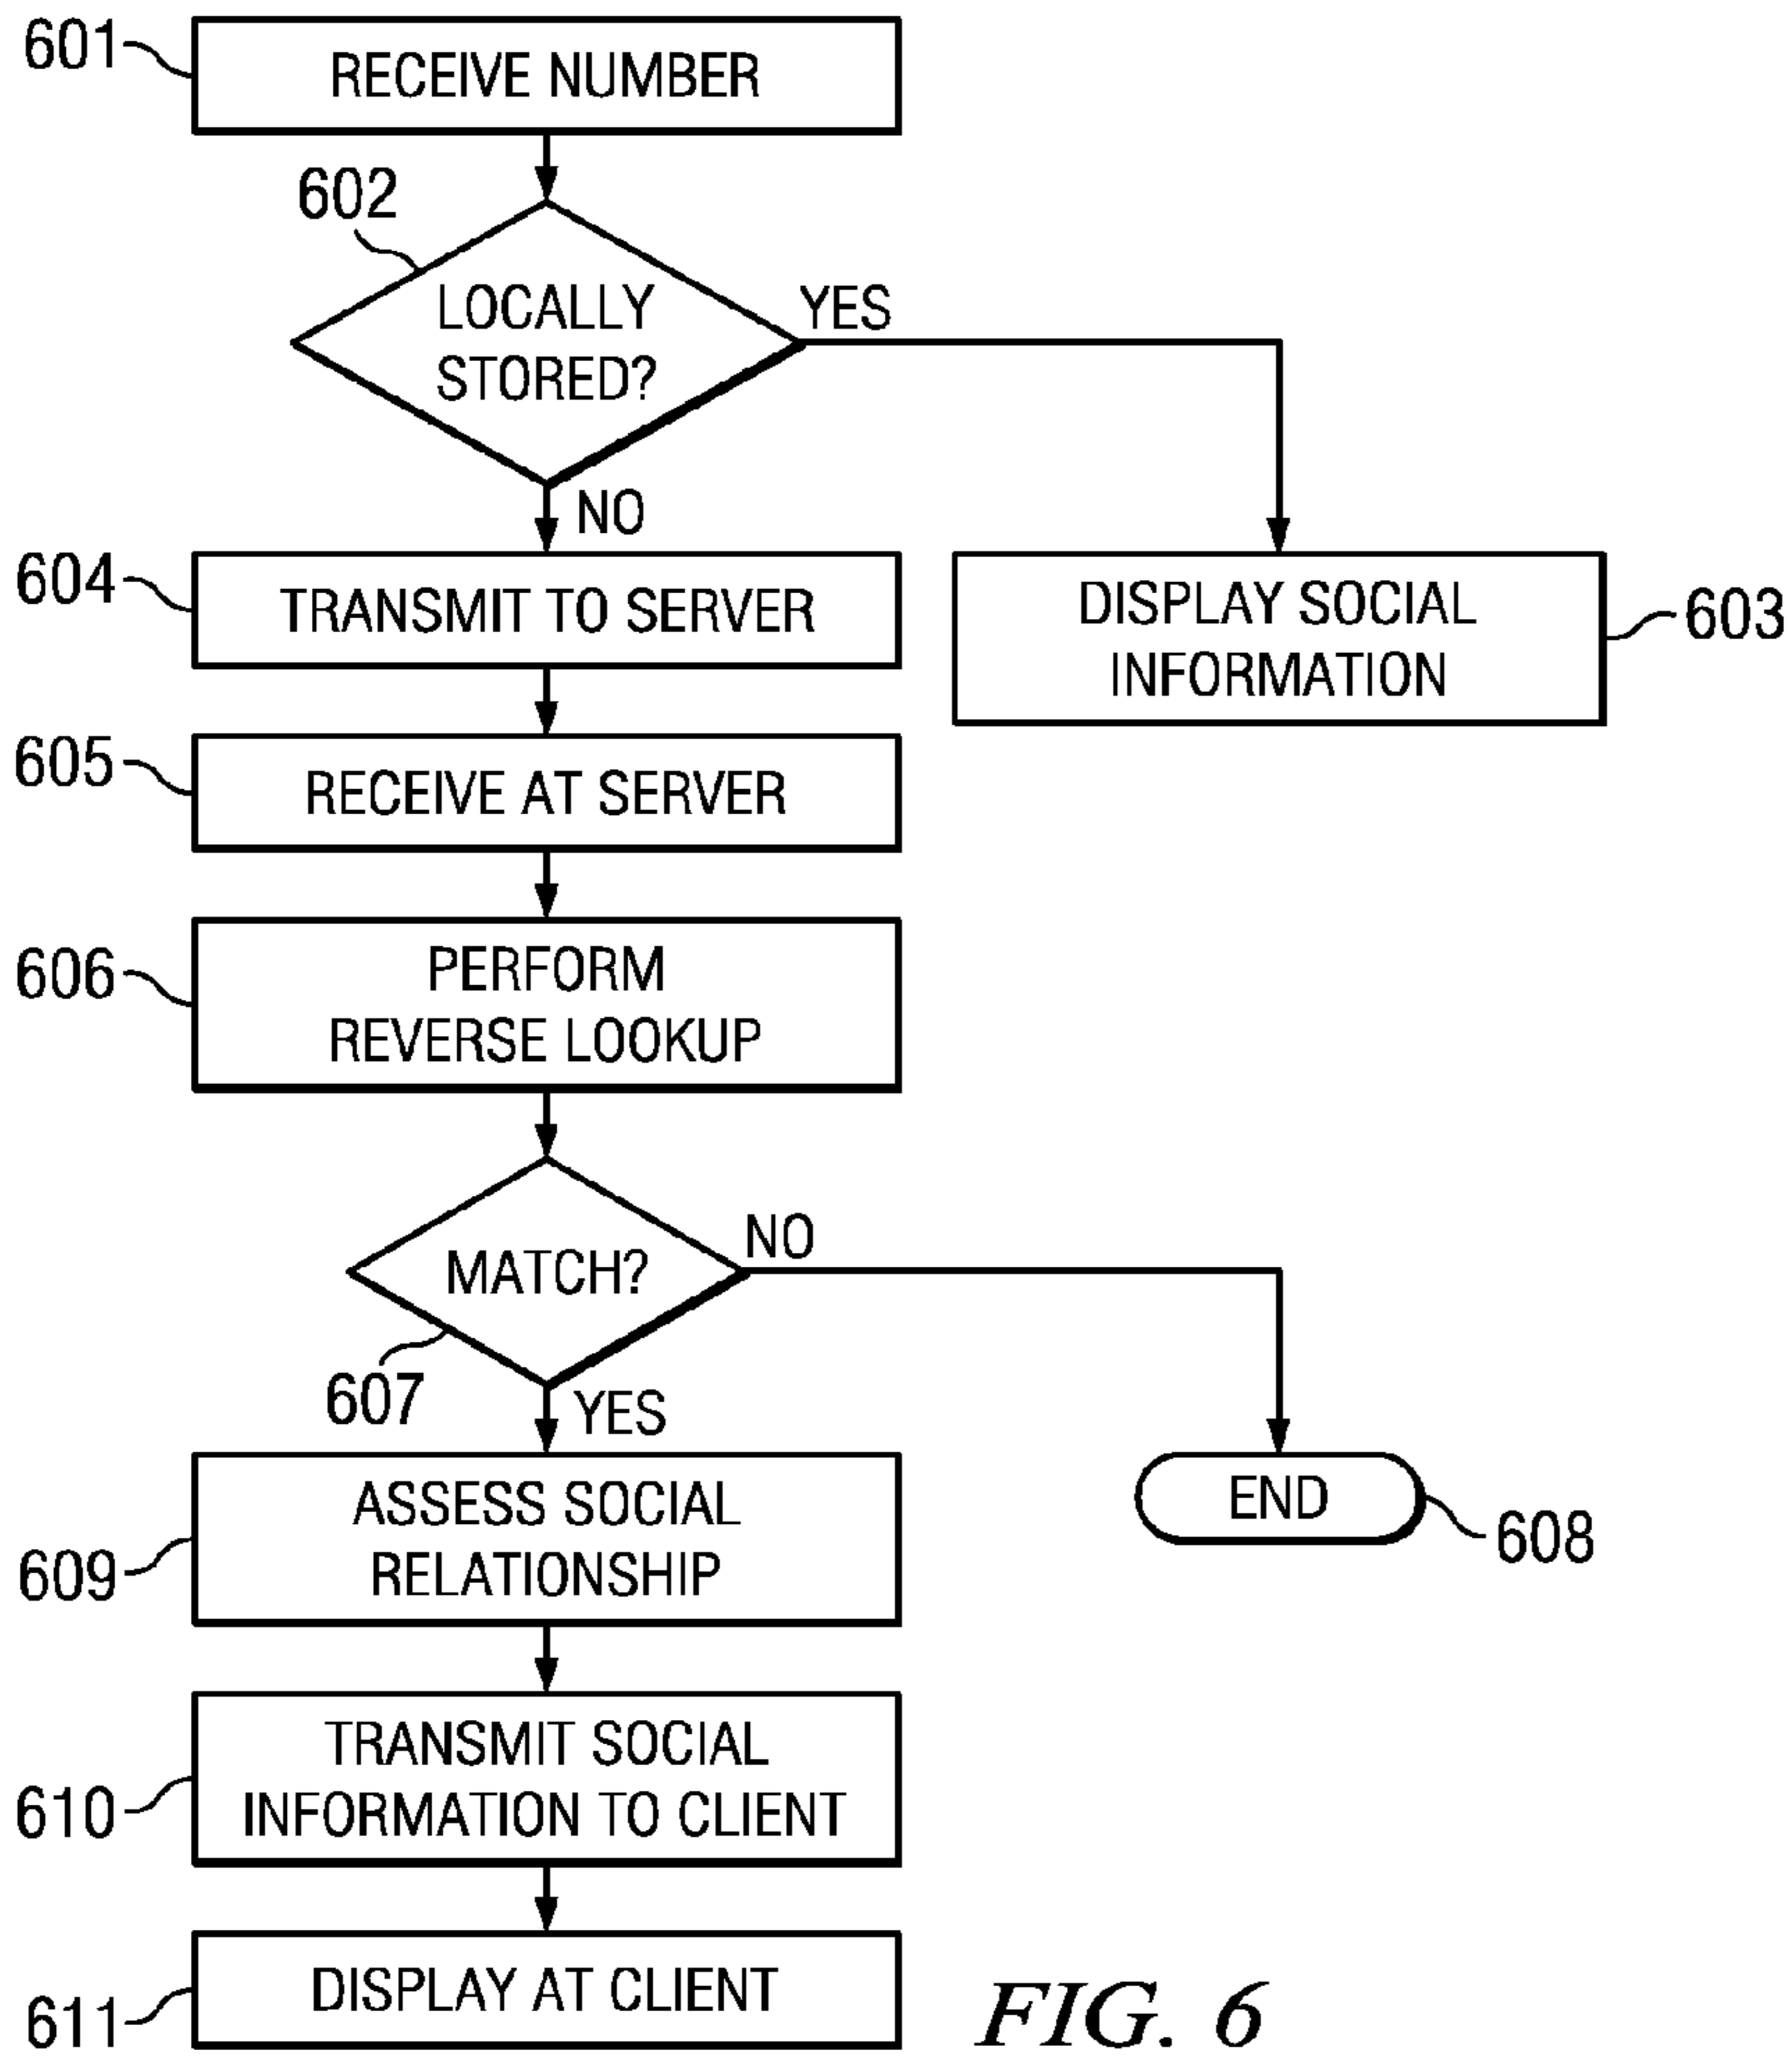 601
RECEIVE NUMBER
602
LOCALLY
STORED?
YES
NO
604
TRANSMIT TO SERVER
DISPLAY SOCIAL
INFORMATION
603
605
RECEIVE AT SERVER
606
PERFORM
REVERSE LOOKUP
MATCH?
NO
607
YES
609
ASSESS SOCIAL
RELATIONSHIP
END
608
610
TRANSMIT SOCIAL
INFORMATION TO CLIENT
611
DISPLAY AT CLIENT
FIG. 6